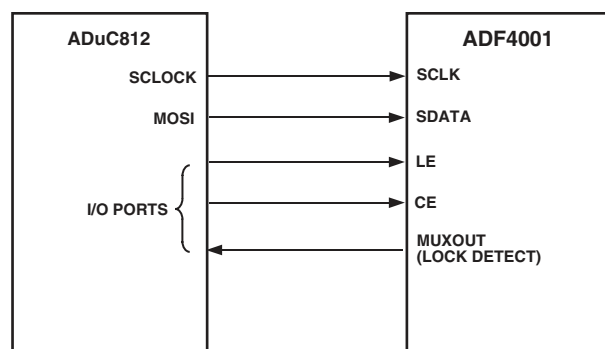 ADuC812
ADF4001
SCLOCK
SCLK
MOSI
SDATA
LE
I/O PORTS
CE
MUXOUT
(LOCK DETECT)